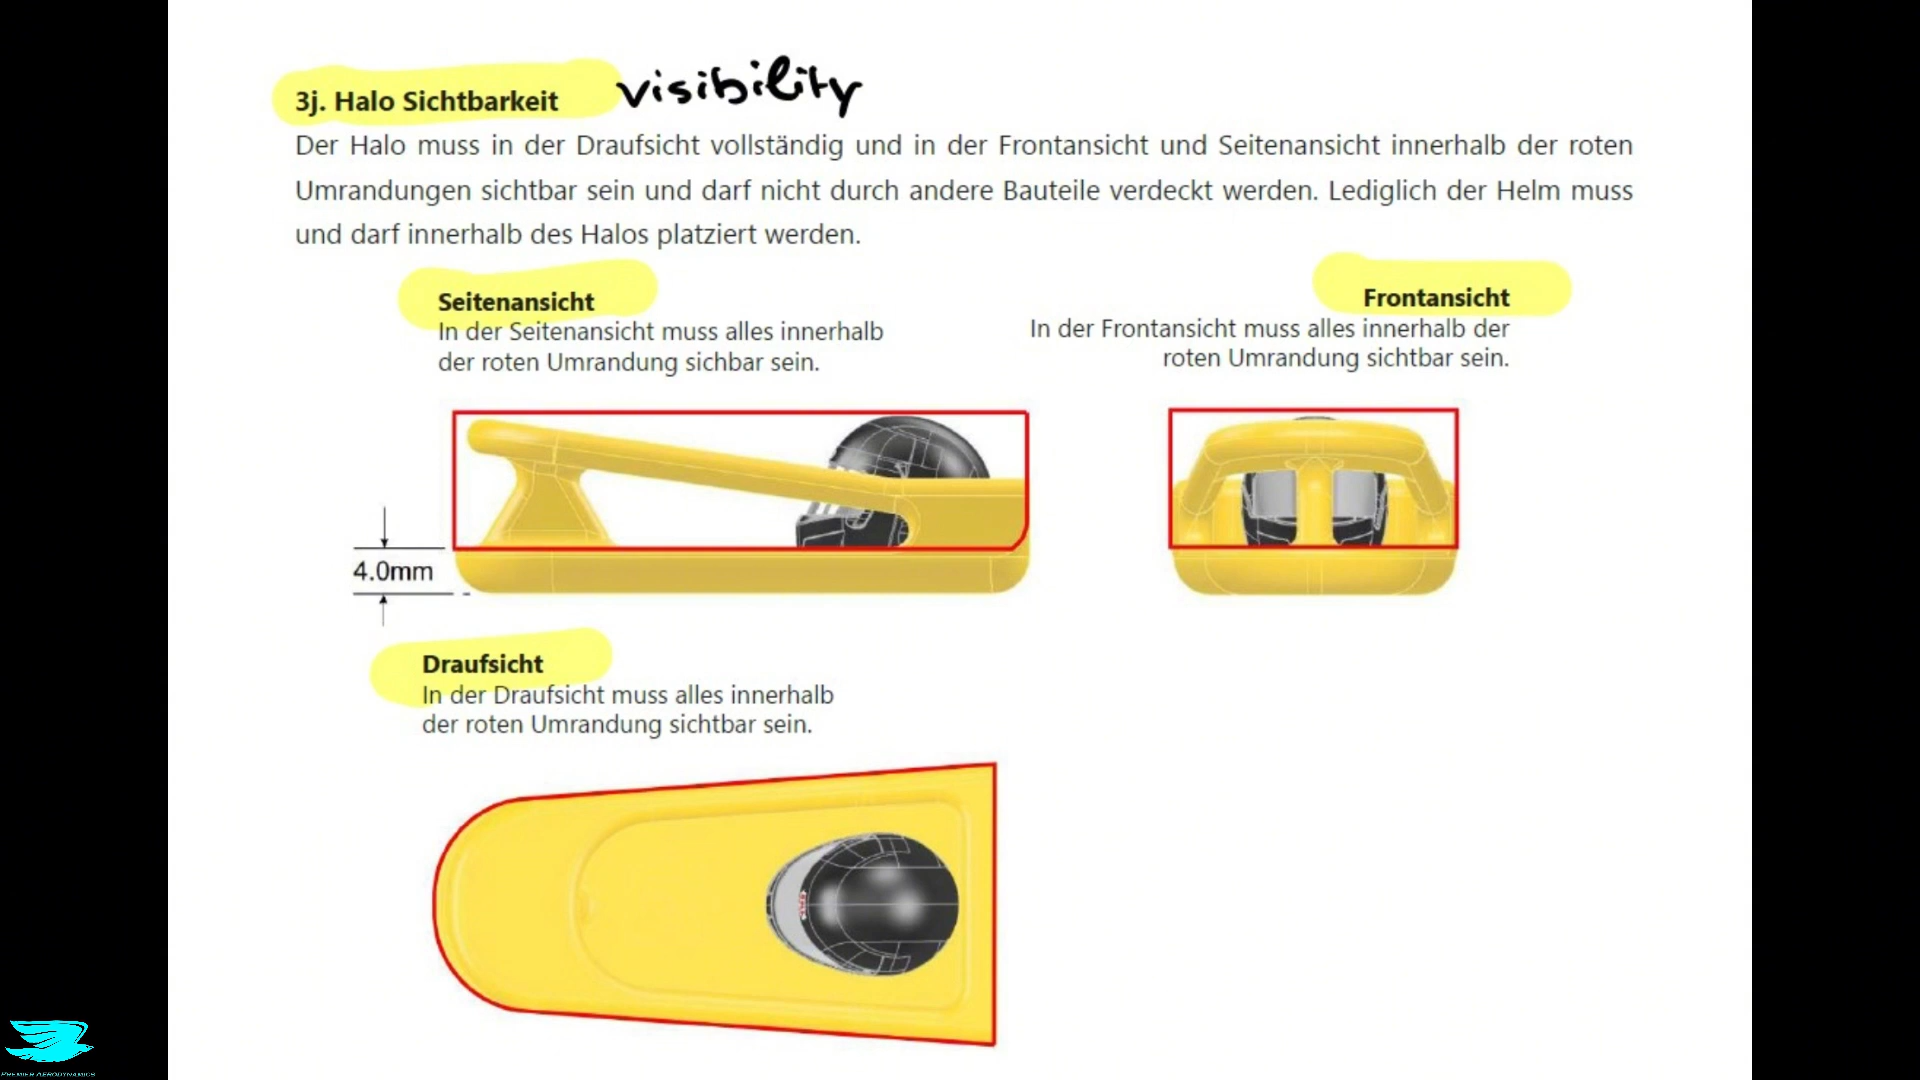 3j. Halo Sichtbarkeit visibility
Der Halo muss in der Draufsicht vollständig und in der Frontansicht und Seitenansicht innerhalb der roten
Umrandungen sichtbar sein und darf nicht durch andere Bauteile verdeckt werden. Lediglich der Helm muss
und darf innerhalb des Halos platziert werden.
Seitenansicht
In der Seitenansicht muss alles innerhalb
der roten Umrandung sichbar sein.
Frontansicht
In der Frontansicht muss alles innerhalb der
roten Umrandung sichtbar sein.
4.0mm
Draufsicht
In der Draufsicht muss alles innerhalb
der roten Umrandung sichtbar sein.
PREMIER AERODYNAMICS